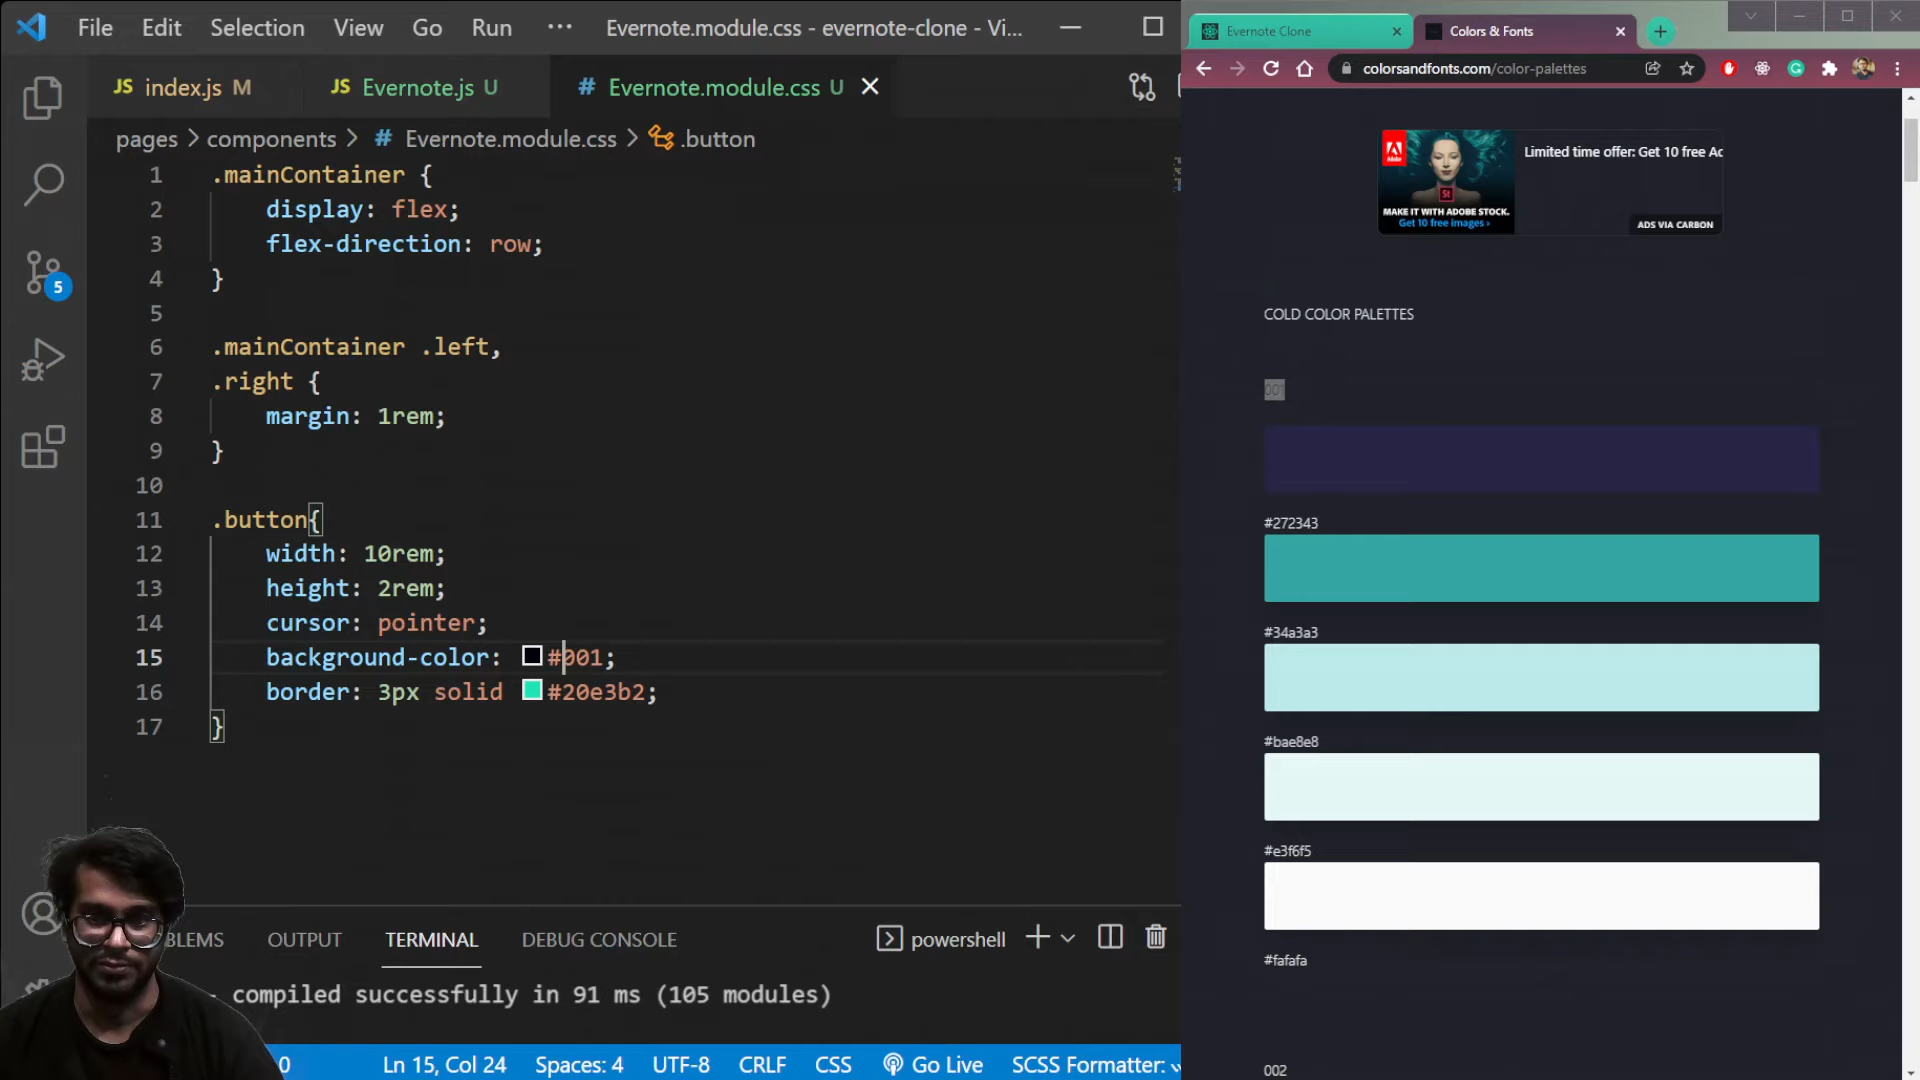 File Edit Selection View Go Run ··· Evernote.module.css - evernote-clone - Vi...
JS index.js M JS Evernote.js U # Evernote.module.css U
pages > components > # Evernote.module.css > .button
5
1 .mainContainer {
2 display: flex;
3 flex-direction: row;
4 }
5
6 .mainContainer .left,
7 .right {
8 margin: 1rem;
9 }
10
11 .button{
12 width: 10rem;
13 height: 2rem;
14 cursor: pointer;
15 background-color: #001;
16 border: 3px solid #20e3b2;
17 }
BLEMS OUTPUT TERMINAL DEBUG CONSOLE powershell
compiled successfully in 91 ms (105 modules)
0 Ln 15, Col 24 Spaces: 4 UTF-8 CRLF CSS Go Live SCSS Formatter:
Evernote Clone Colors & Fonts
colorsandfonts.com/color-palettes
Limited time offer: Get 10 free Ad
St
MAKE IT WITH ADOBE STOCK.
Get 10 free images ›
ADS VIA CARBON
COLD COLOR PALETTES
001
#272343
#34a3a3
#bae8e8
#e3f6f5
#fafafa
002